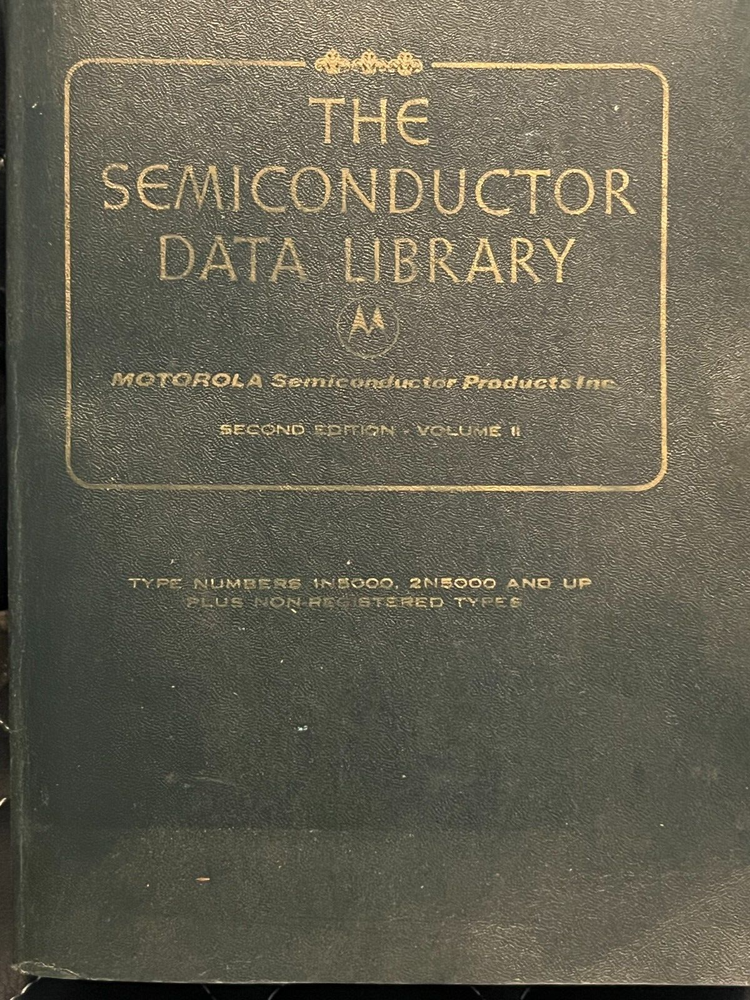 THE
SEMICONDUCTOR
DATA LIBRARY
MOTOROLA Semiconductor Products Inc.
SECOND EDITION - VOLUME II
TYPE NUMBERS 1N5000, 2N5000 AND UP
PLUS NON-REGISTERED TYPES